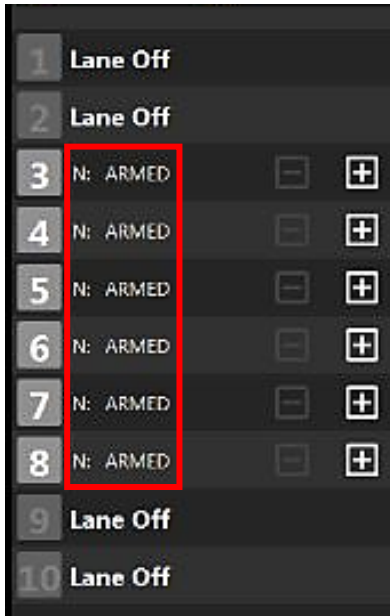 1 Lane Off
2 Lane Off
3 N: ARMED
4 N: ARMED
5 N: ARMED
6 N: ARMED
7 N: ARMED
8 N: ARMED
9 Lane Off
10 Lane Off